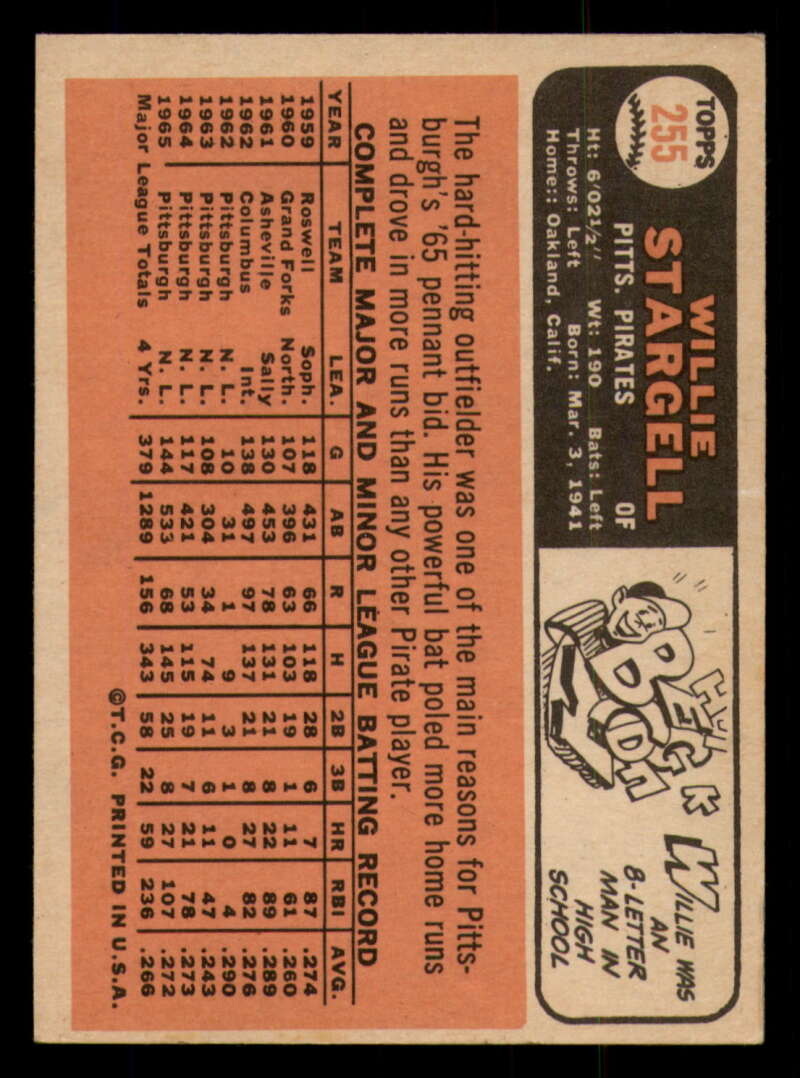 TOPPS
255
WILLIE
STARGELL
PITTS. PIRATES OF
Ht: 6'02½" Wt: 190 Bats: Left
Throws: Left Born: Mar. 3, 1941
Home:: Oakland, Calif.
WILLIE WAS
AN
8-LETTER
MAN IN
HIGH
SCHOOL
The hard-hitting outfielder was one of the main reasons for Pitts-
burgh's '65 pennant bid. His powerful bat poled more home runs
and drove in more runs than any other Pirate player.
COMPLETE MAJOR AND MINOR LEAGUE BATTING RECORD
YEAR TEAM LEA. G AB R H 2B 3B HR RBI AVG.
1959 Roswell Soph. 118 431 66 118 28 6 7 87 .274
1960 Grand Forks North. 107 396 63 103 19 1 11 61 .260
1961 Asheville Sally 130 453 78 131 21 8 22 89 .289
1962 Columbus Int. 138 497 97 137 21 8 27 82 .276
1962 Pittsburgh N. L. 10 31 1 9 3 1 0 4 .290
1963 Pittsburgh N. L. 108 304 34 74 11 6 11 47 .243
1964 Pittsburgh N. L. 117 421 53 115 19 7 21 78 .273
1965 Pittsburgh N. L. 144 533 68 145 25 8 27 107 .272
Major League Totals 4 Yrs. 379 1289 156 343 58 22 59 236 .266
©T.C.G. PRINTED IN U.S.A.